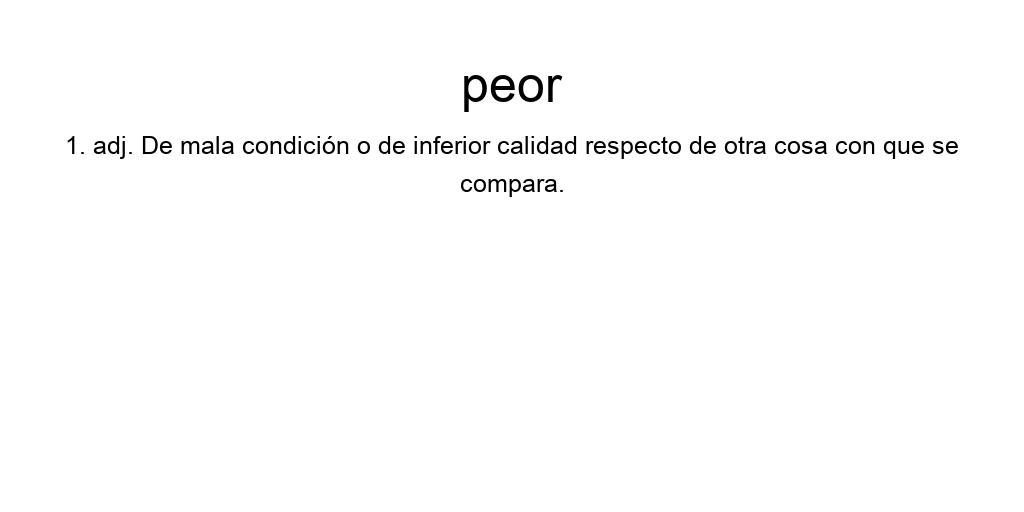 peor
1. adj. De mala condición o de inferior calidad respecto de otra cosa con que se
compara.